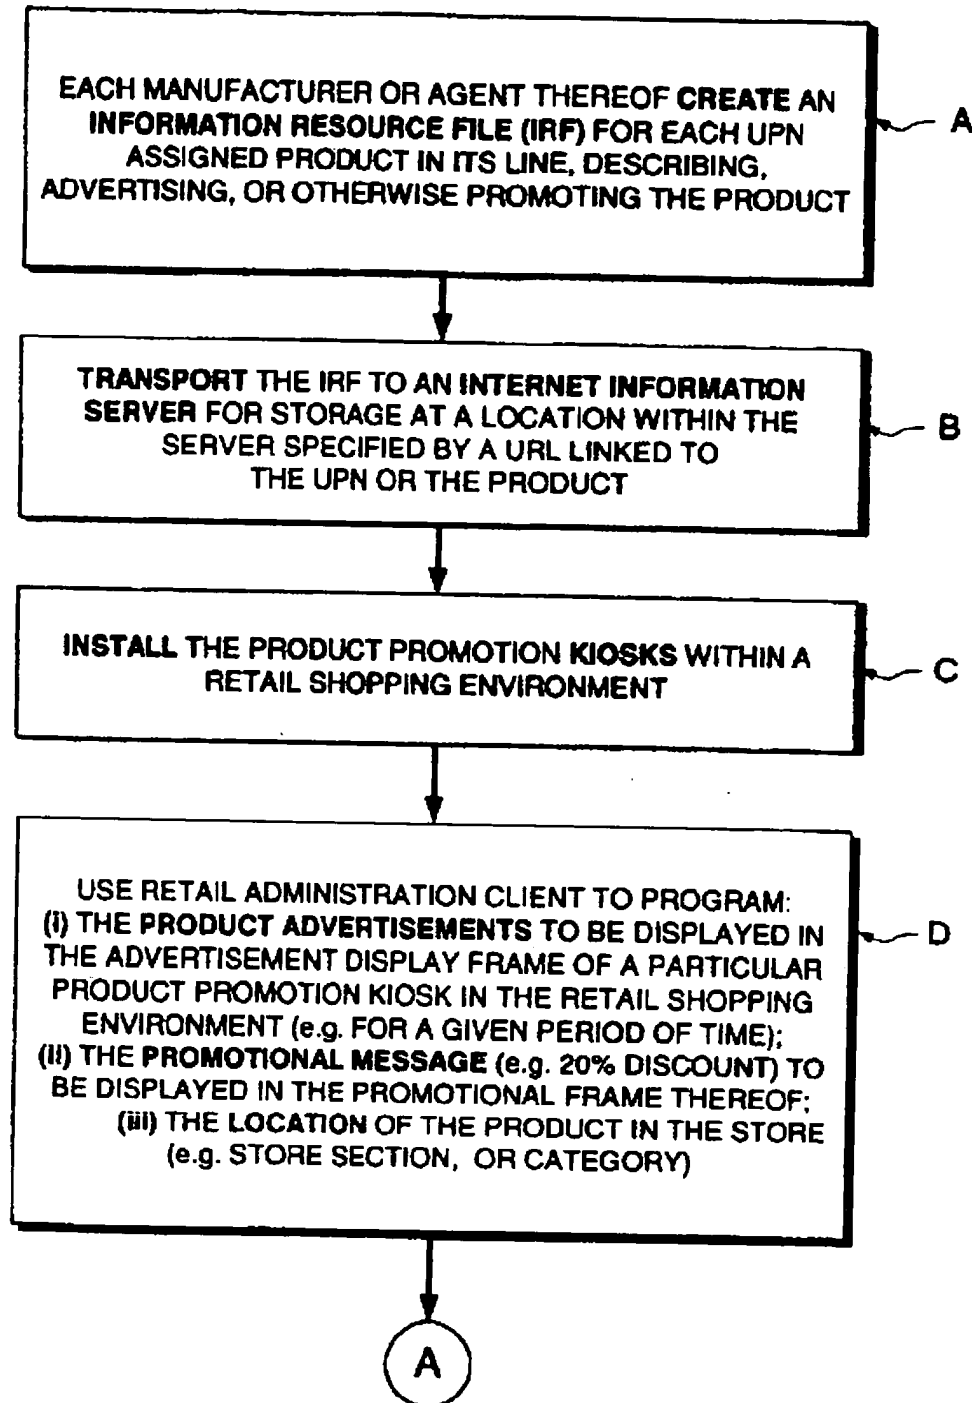 EACH MANUFACTURER OR AGENT THEREOF CREATE AN
INFORMATION RESOURCE FILE (IRF) FOR EACH UPN
ASSIGNED PRODUCT IN ITS LINE, DESCRIBING,
ADVERTISING, OR OTHERWISE PROMOTING THE PRODUCT
A
TRANSPORT THE IRF TO AN INTERNET INFORMATION
SERVER FOR STORAGE AT A LOCATION WITHIN THE
SERVER SPECIFIED BY A URL LINKED TO
THE UPN OR THE PRODUCT
B
INSTALL THE PRODUCT PROMOTION KIOSKS WITHIN A
RETAIL SHOPPING ENVIRONMENT
C
USE RETAIL ADMINISTRATION CLIENT TO PROGRAM:
(i) THE PRODUCT ADVERTISEMENTS TO BE DISPLAYED IN
THE ADVERTISEMENT DISPLAY FRAME OF A PARTICULAR
PRODUCT PROMOTION KIOSK IN THE RETAIL SHOPPING
ENVIRONMENT (e.g. FOR A GIVEN PERIOD OF TIME);
(ii) THE PROMOTIONAL MESSAGE (e.g. 20% DISCOUNT) TO
BE DISPLAYED IN THE PROMOTIONAL FRAME THEREOF;
(iii) THE LOCATION OF THE PRODUCT IN THE STORE
(e.g. STORE SECTION, OR CATEGORY)
D
A